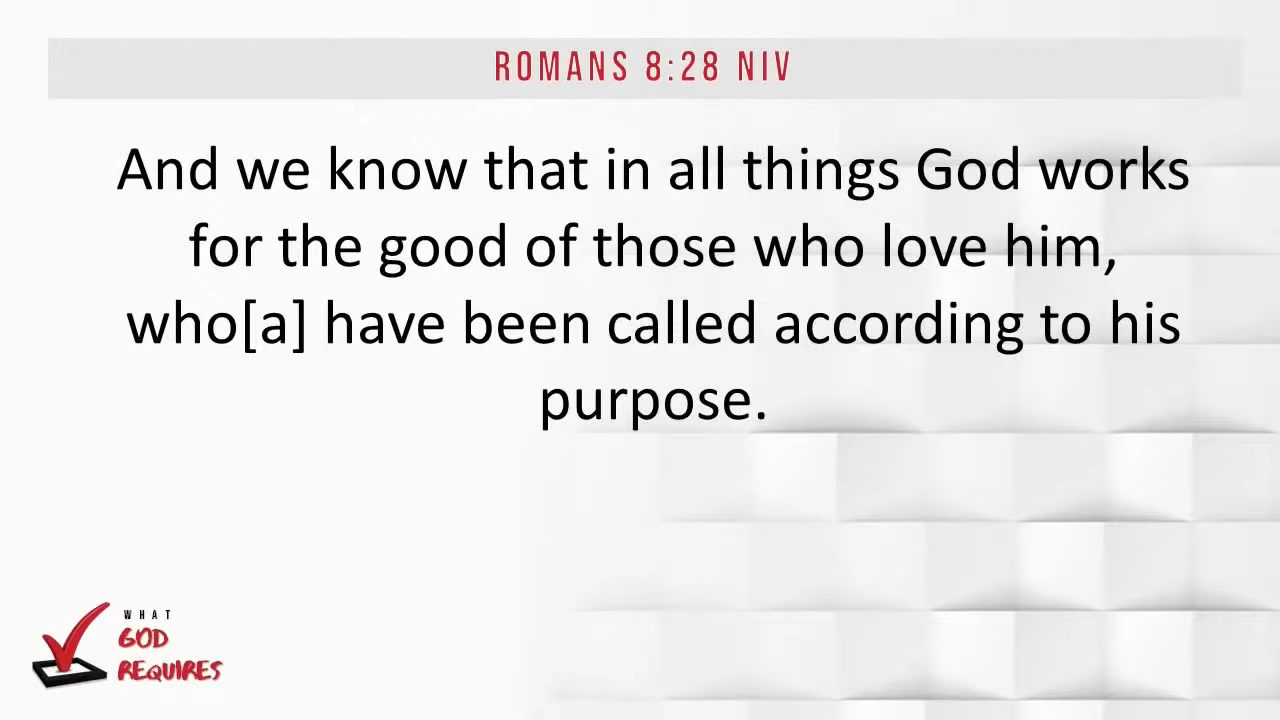 ROMANS 8:28 NIV
And we know that in all things God works
for the good of those who love him,
who[a] have been called according to his
purpose.
WHAT
GOD
REQUIRES